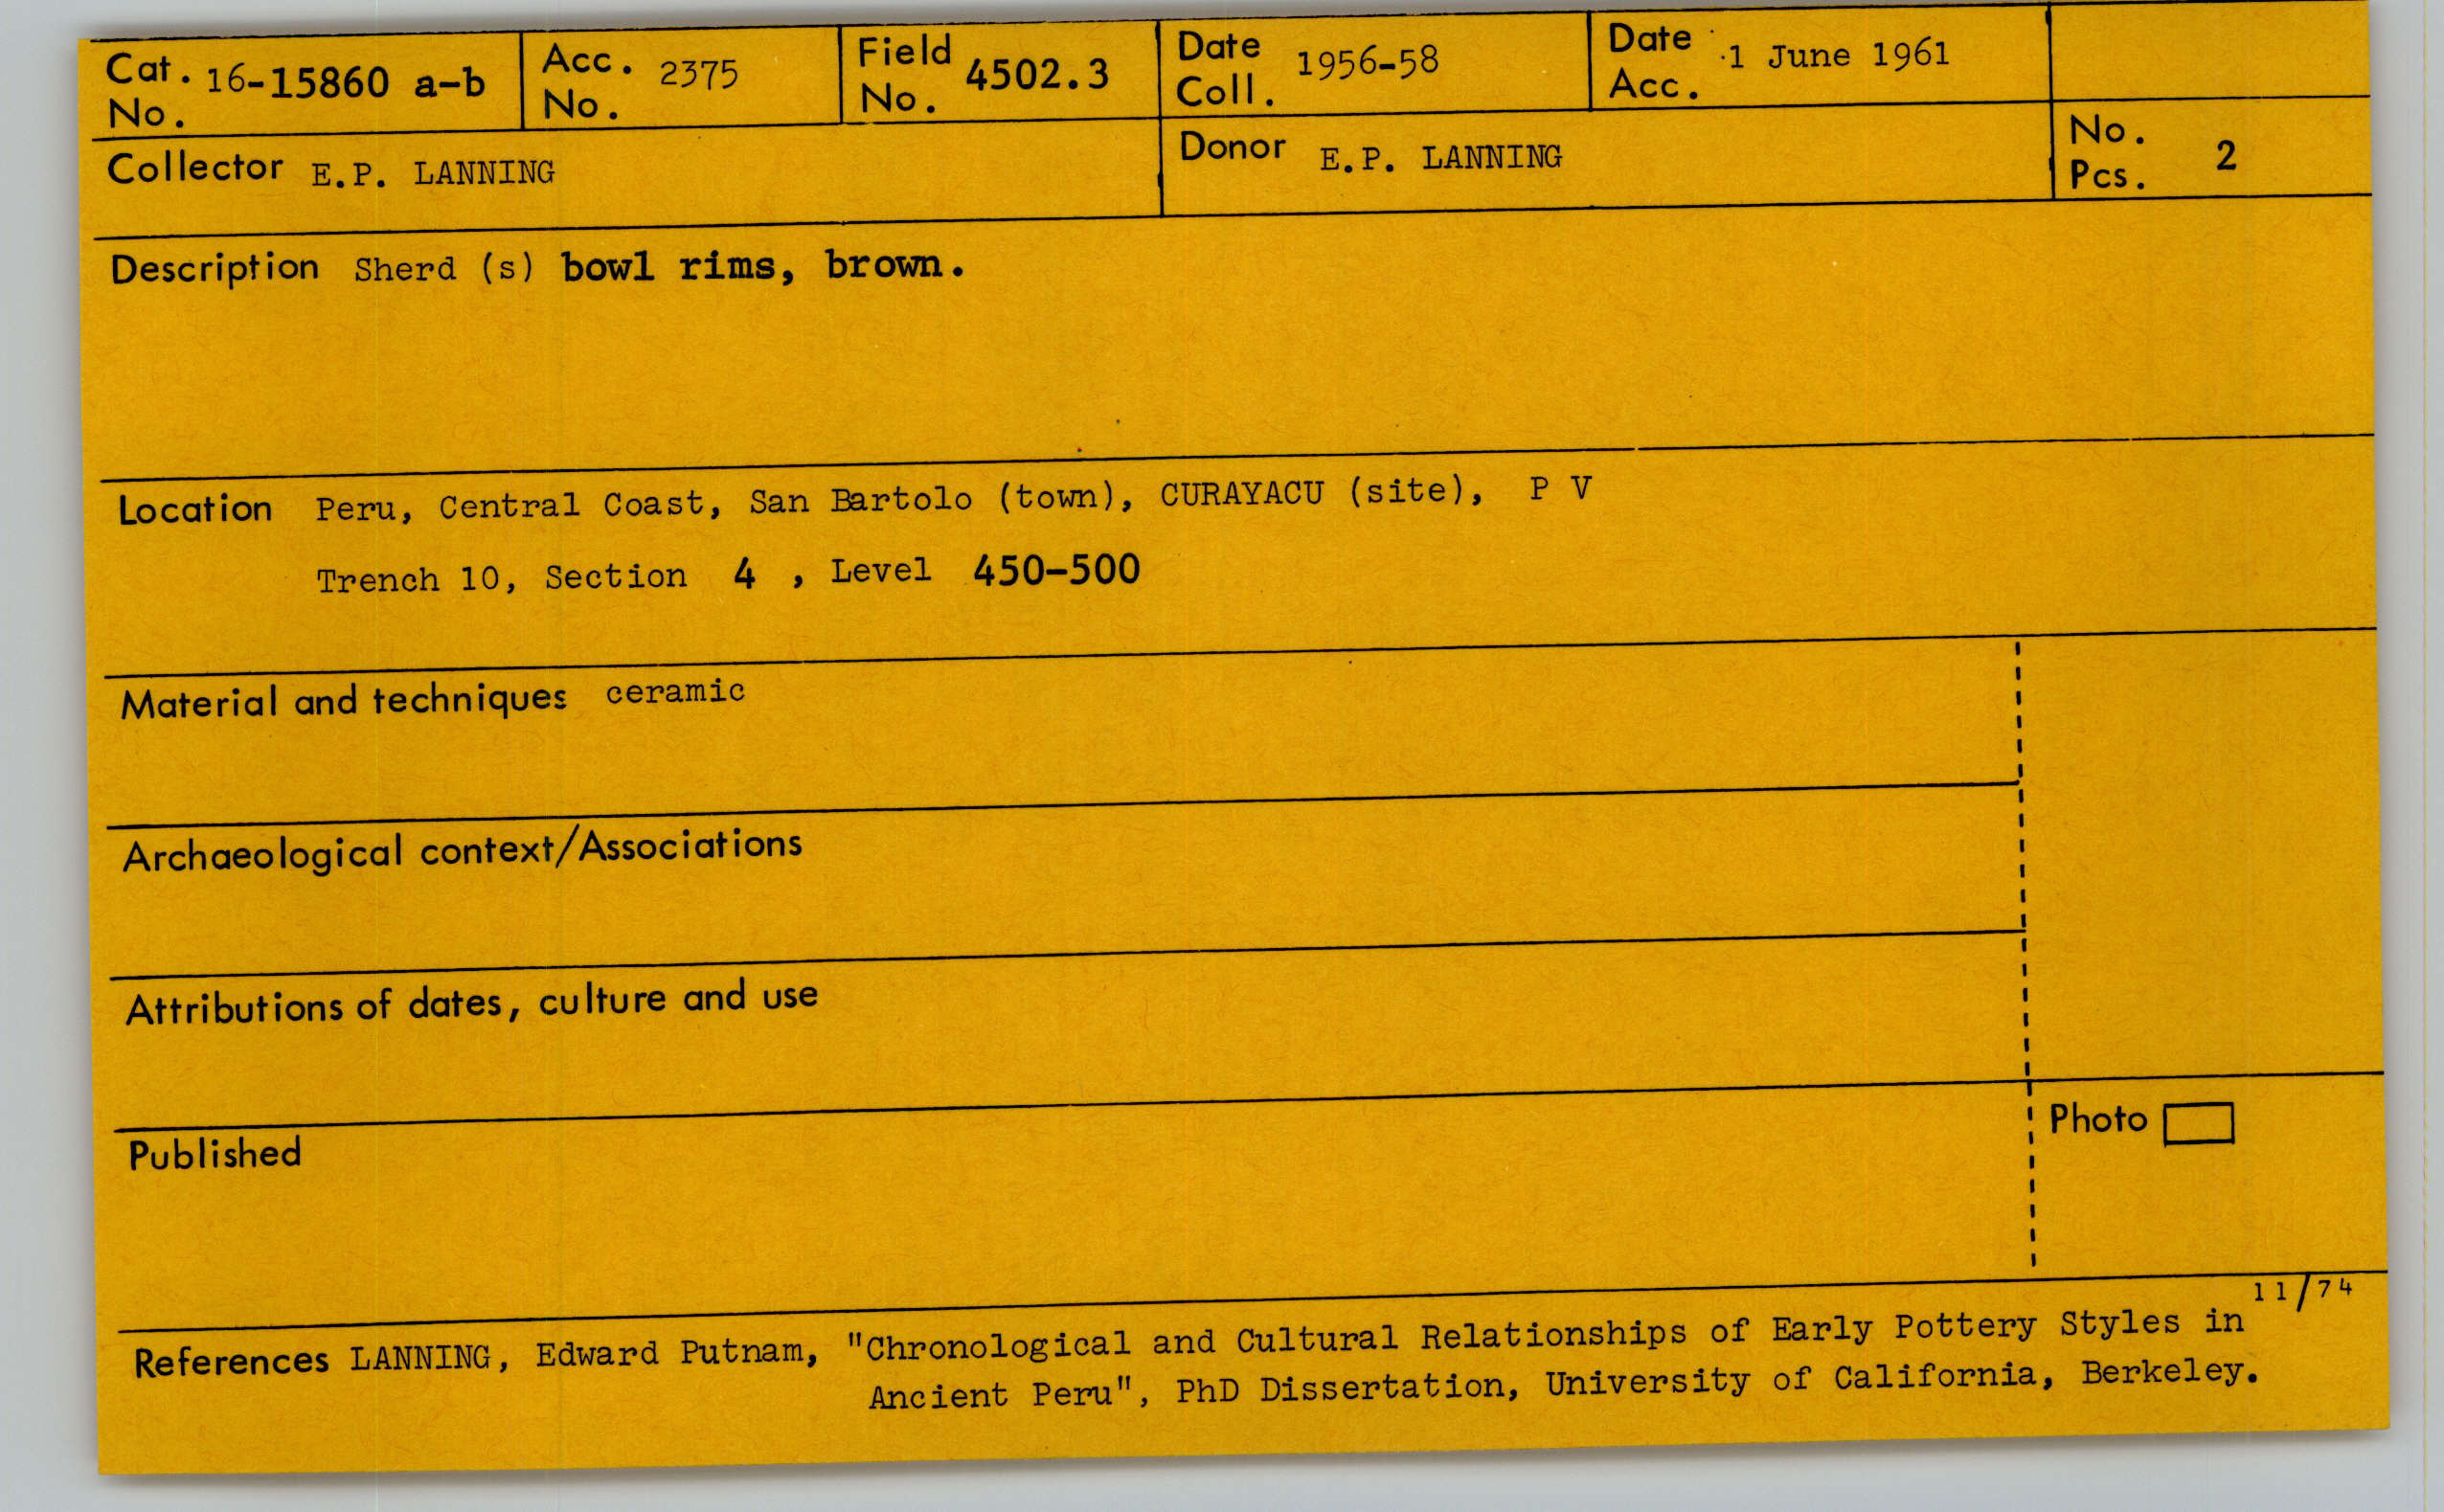 Cat. No. 16-15860 a-b
Acc. No. 2375
Field No. 4502.3
Date Coll. 1956-58
Date Acc. 1 June 1961
Collector E.P. LANNING
Donor E.P. LANNING
No. Pcs. 2
Description Sherd (s) bowl rims, brown.
Location Peru, Central Coast, San Bartolo (town), CURAYACU (site), P V
Trench 10, Section 4 , Level 450-500
Material and techniques ceramic
Archaeological context/Associations
Attributions of dates, culture and use
Published
Photo
11/74
References LANNING, Edward Putnam, "Chronological and Cultural Relationships of Early Pottery Styles in
Ancient Peru", PhD Dissertation, University of California, Berkeley.